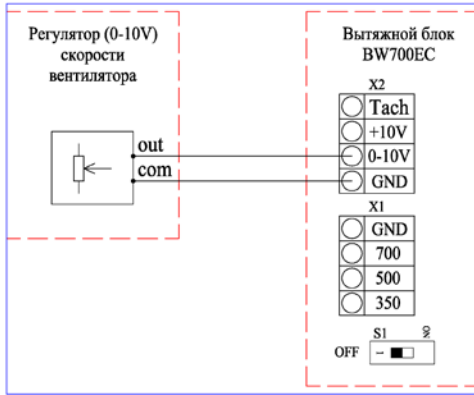 Регулятор (0-10V)
скорости
вентилятора
out
com
Вытяжной блок
BW700EC
X2
Tach
+10V
0-10V
GND
X1
GND
700
500
350
S1
ON
OFF
1